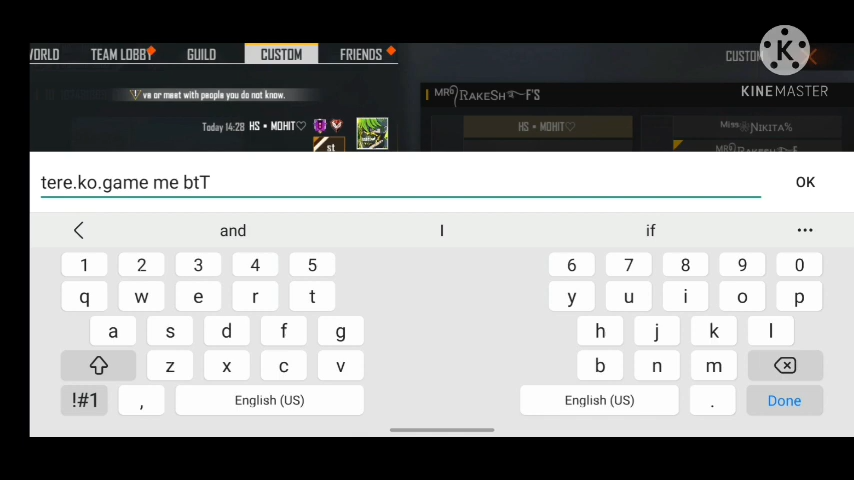 WORLD TEAM LOBBY GUILD CUSTOM FRIENDS CUSTOM
ve or meet with people you do not know.
KINEMASTER
MRROAKESH F'S
Today 14:28 HS • MOHIT♡
HS • MOHIT♡ Miss NIKITA%
st
tere.ko.game me btT
OK
and I if •••
1 2 3 4 5 6 7 8 9 0
q w e r t y u i o p
a s d f g h j k l
z x c v b n m
!#1 , English (US) English (US) . Done